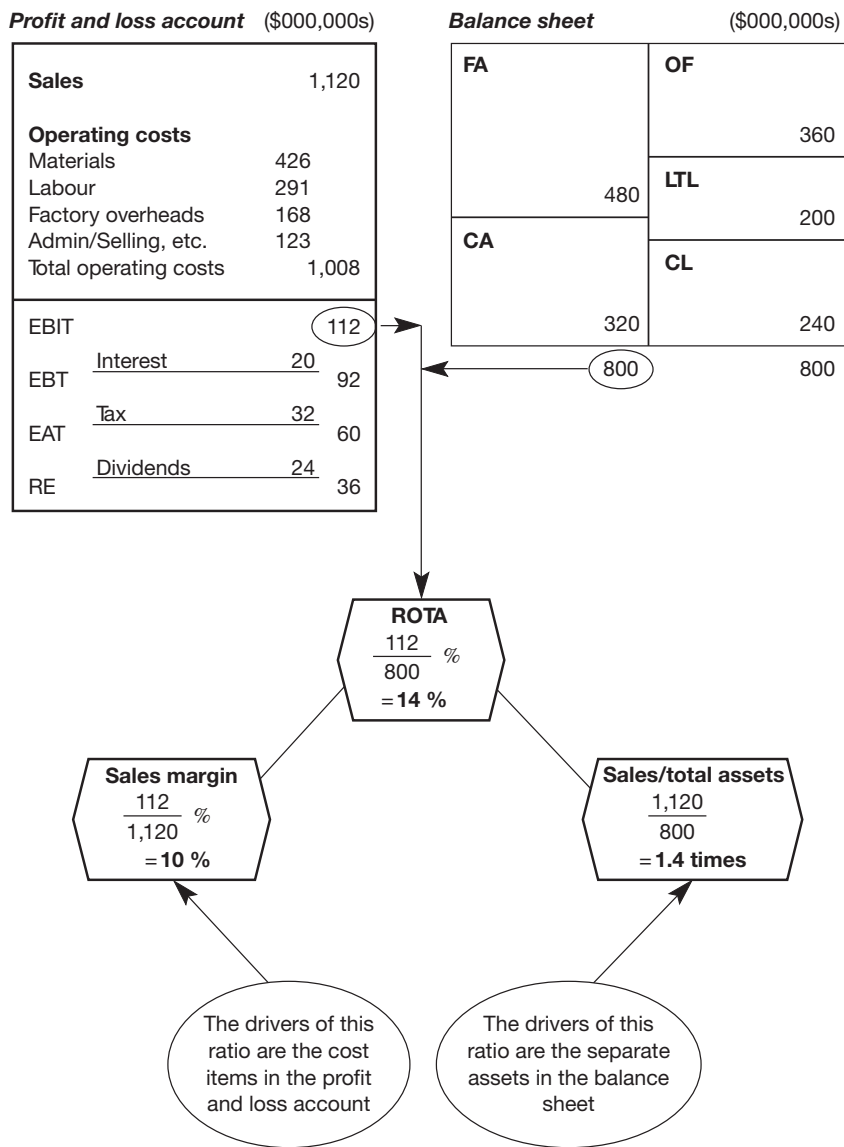 Profit and loss account ($000,000s)
Sales 1,120
Operating costs
Materials 426
Labour 291
Factory overheads 168
Admin/Selling, etc. 123
Total operating costs 1,008
EBIT 112
Interest 20
EBT 92
Tax 32
EAT 60
Dividends 24
RE 36
Balance sheet ($000,000s)
FA
480
CA
320
OF
360
LTL
200
CL
240
800 800
ROTA
112
800
%
= 14 %
Sales margin
112
1,120
%
= 10 %
Sales/total assets
1,120
800
= 1.4 times
The drivers of this
ratio are the cost
items in the profit
and loss account
The drivers of this
ratio are the separate
assets in the balance
sheet